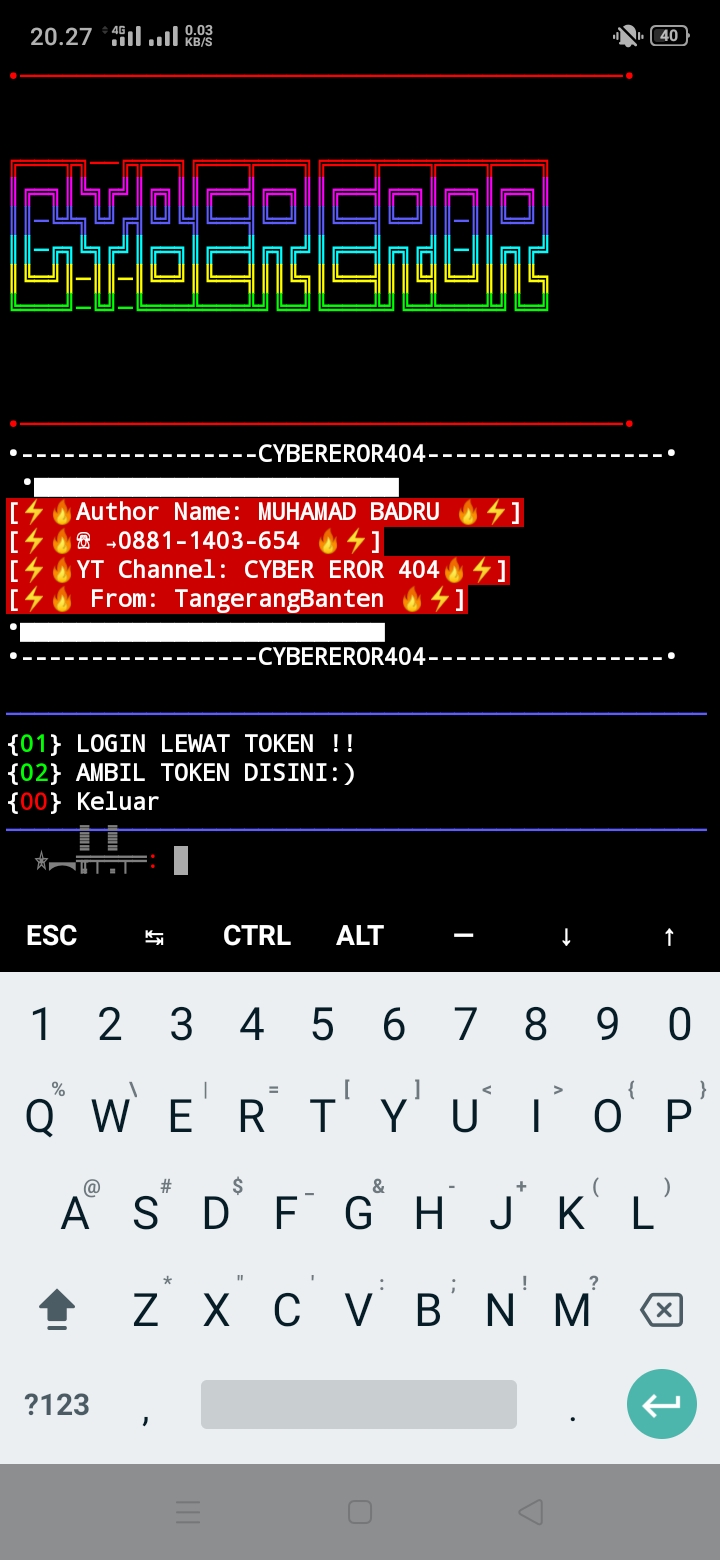 20.27 4G 0.03 KB/S 40
CYBER EROR
•----------------- CYBEREROR404-----------------•
[⚡🔥Author Name: MUHAMAD BADRU 🔥⚡]
[⚡🔥☏ →0881-1403-654 🔥⚡]
[⚡🔥YT Channel: CYBER EROR 404🔥⚡]
[⚡🔥 From: TangerangBanten 🔥⚡]
•-----------------CYBEREROR404-----------------•
{01} LOGIN LEWAT TOKEN !!
{02} AMBIL TOKEN DISINI:)
{00} Keluar
:
ESC ↹ CTRL ALT — ↓ ↑
1 2 3 4 5 6 7 8 9 0
% \ | = [ ] < > { }
Q W E R T Y U I O P
@ # $ _ & - + ( )
A S D F G H J K L
* " ' : ; ! ?
Z X C V B N M
?123 , .